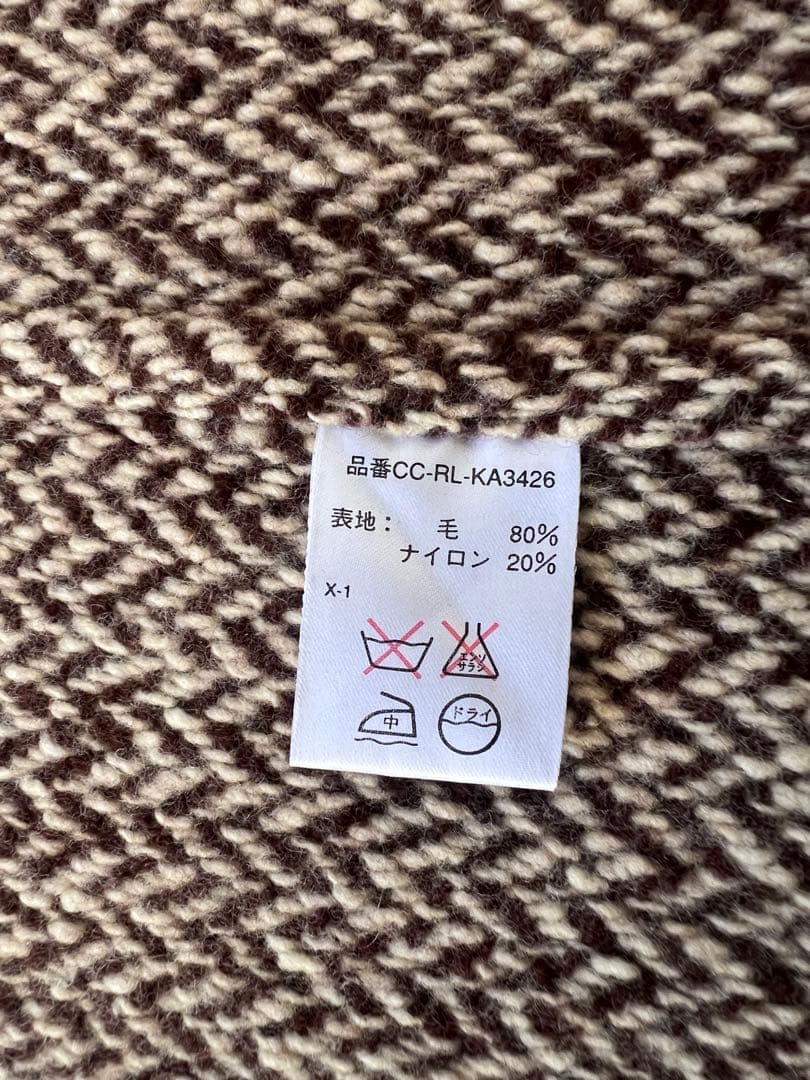 品番CC-RL-KA3426
表地： 毛 80%
ナイロン 20%
X-1
エンソ
サラシ
中
ドライ